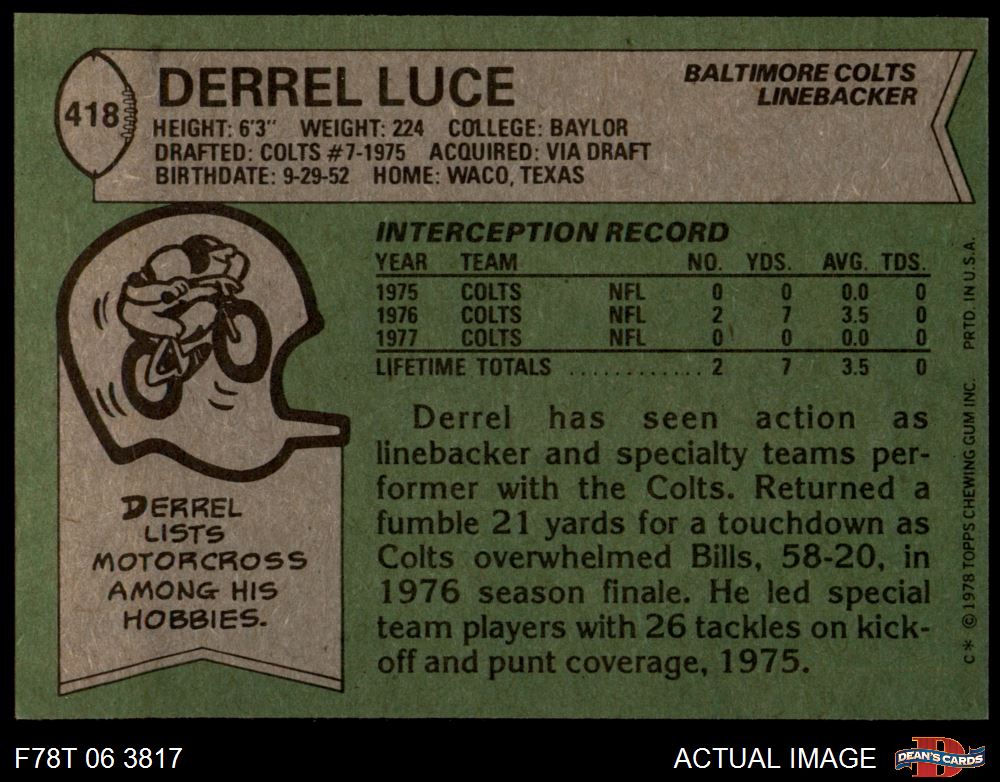 418
DERREL LUCE
BALTIMORE COLTS
LINEBACKER
HEIGHT: 6'3" WEIGHT: 224 COLLEGE: BAYLOR
DRAFTED: COLTS #7-1975 ACQUIRED: VIA DRAFT
BIRTHDATE: 9-29-52 HOME: WACO, TEXAS
INTERCEPTION RECORD
YEAR TEAM NO. YDS. AVG. TDS.
1975 COLTS NFL 0 0 0.0 0
1976 COLTS NFL 2 7 3.5 0
1977 COLTS NFL 0 0 0.0 0
LIFETIME TOTALS ............ 2 7 3.5 0
Derrel has seen action as
linebacker and specialty teams per-
former with the Colts. Returned a
fumble 21 yards for a touchdown as
Colts overwhelmed Bills, 58-20, in
1976 season finale. He led special
team players with 26 tackles on kick-
off and punt coverage, 1975.
DERREL
LISTS
MOTORCROSS
AMONG HIS
HOBBIES.
C* ©1978 TOPPS CHEWING GUM INC. PRTD. IN U.S.A.
F78T 06 3817
ACTUAL IMAGE
D
DEAN'S CARDS